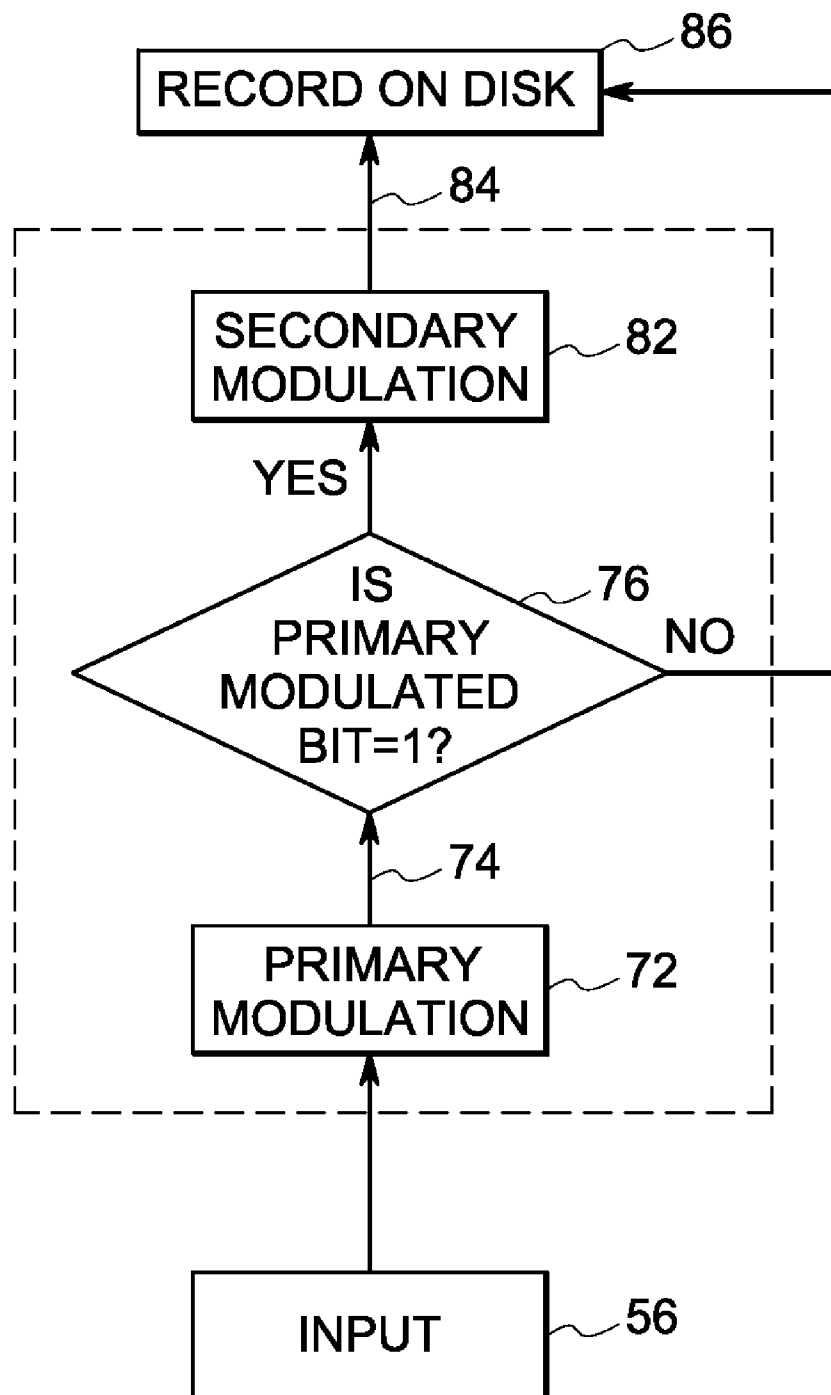 86
RECORD ON DISK
84
SECONDARY
MODULATION
82
YES
IS
PRIMARY
MODULATED
BIT=1?
76
NO
74
PRIMARY
MODULATION
72
INPUT
56